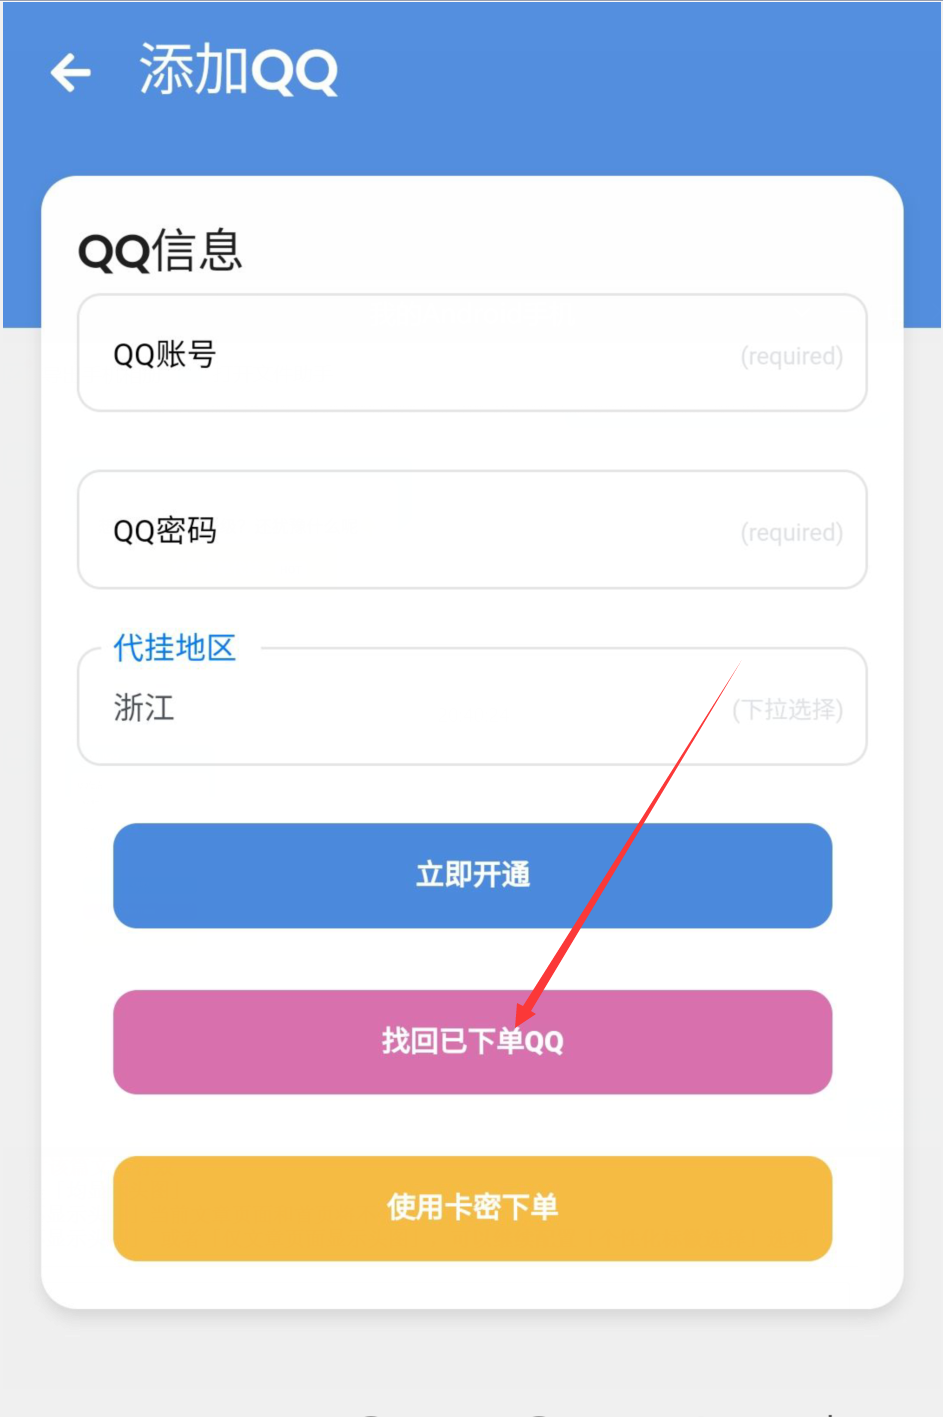 添加QQ
QQ信息
QQ账号 (required)
QQ密码 (required)
代挂地区
浙江 (下拉选择)
立即开通
找回已下单QQ
使用卡密下单